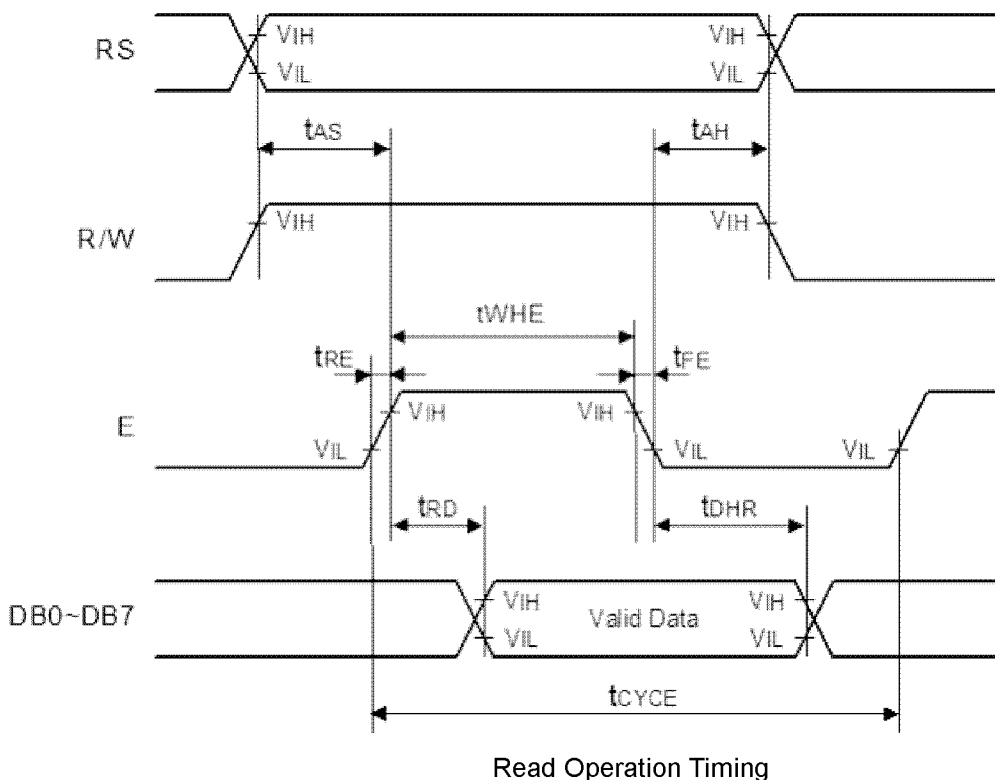 RS
VIH VIH
VIL VIL
tAS tAH
R/W
VIH VIH
tWHE
tRE tFE
E
VIH VIH
VIL VIL VIL
tRD tDHR
DB0~DB7
VIH Valid Data VIH
VIL VIL
tCYCE
Read Operation Timing